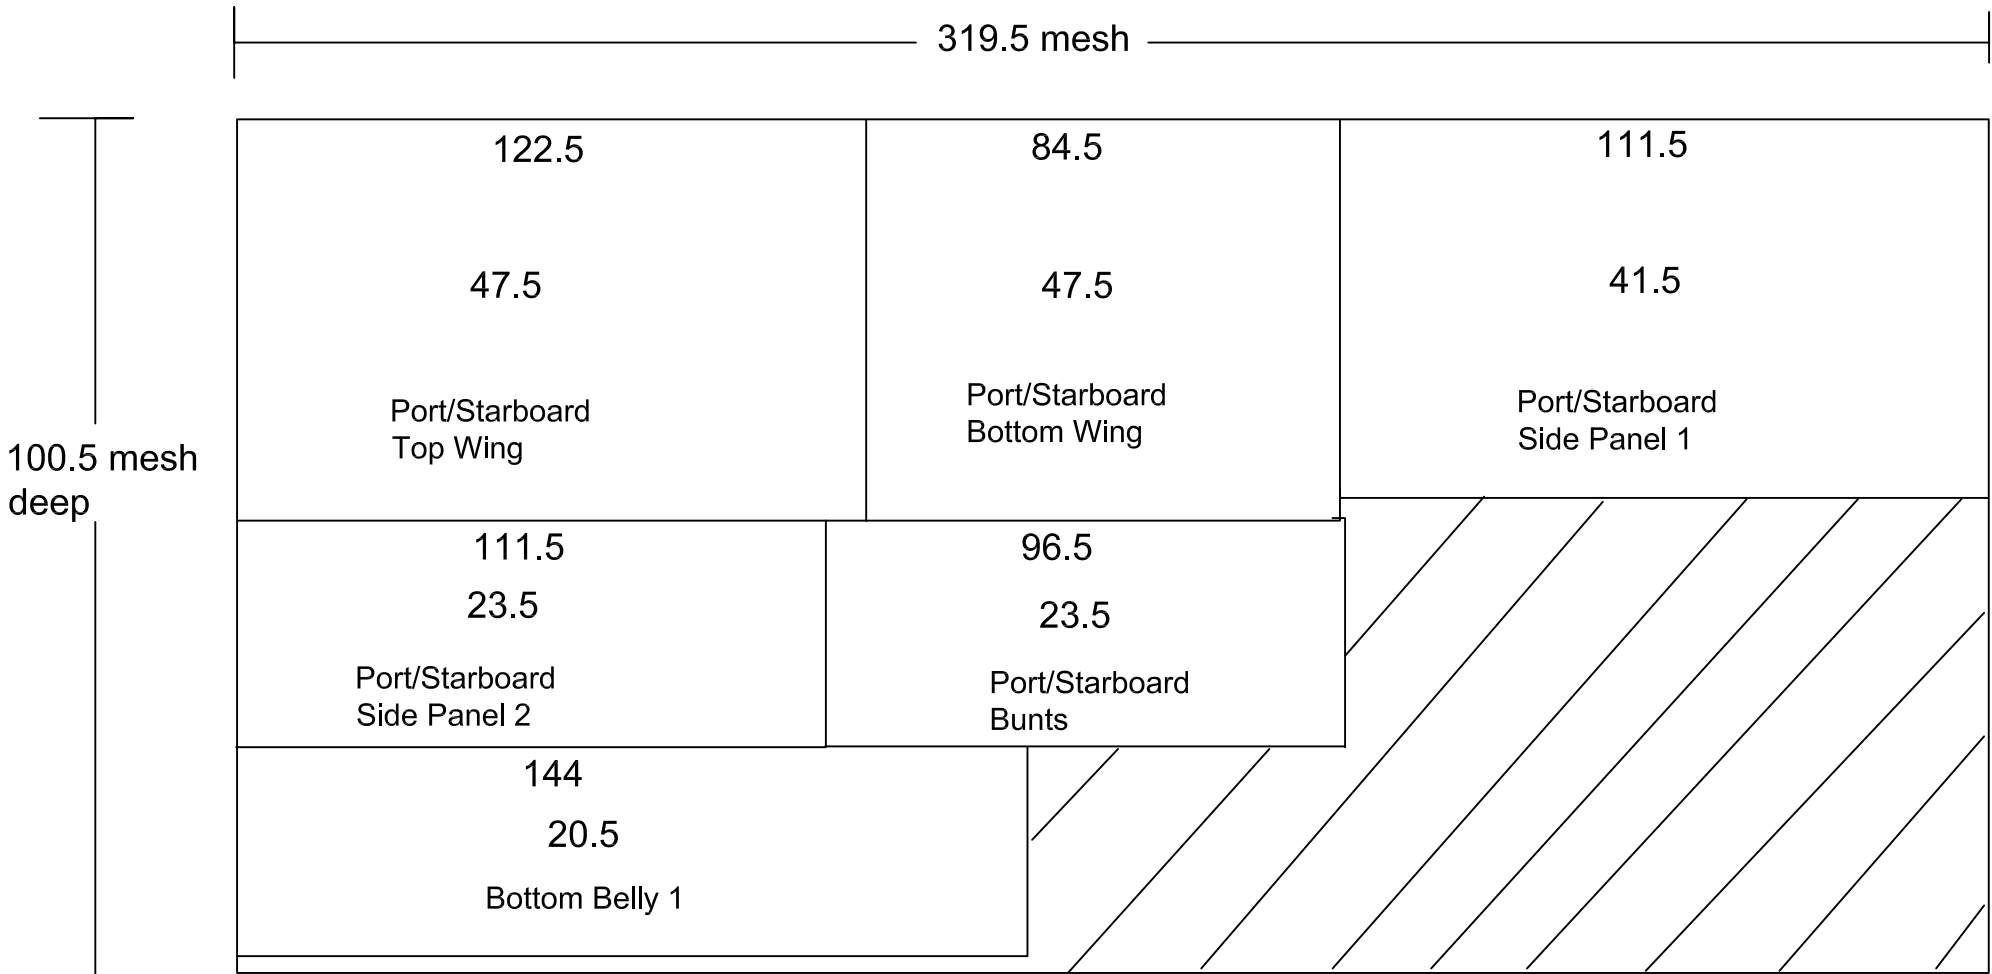 319.5 mesh
122.5
84.5
111.5
47.5
47.5
41.5
Port/Starboard
Top Wing
Port/Starboard
Bottom Wing
Port/Starboard
Side Panel 1
100.5 mesh
deep
111.5
96.5
23.5
23.5
Port/Starboard
Side Panel 2
Port/Starboard
Bunts
144
20.5
Bottom Belly 1